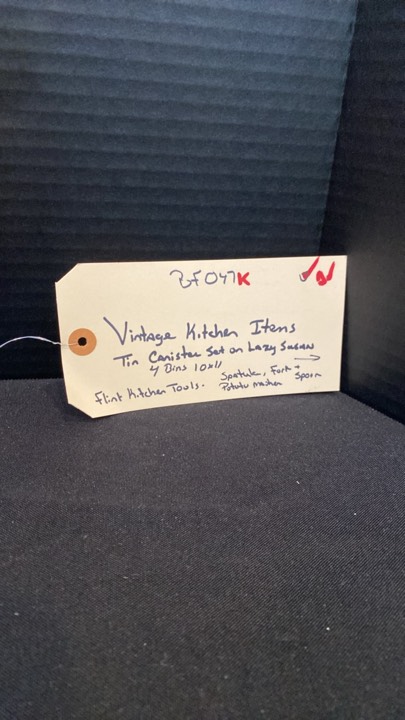 BF047K
Vintage Kitchen Items
Tin Canister Set on Lazy Susan
4 Bins 10x11
Flint Kitchen Tools. Spatula, Fork + Spoon
Potato masher